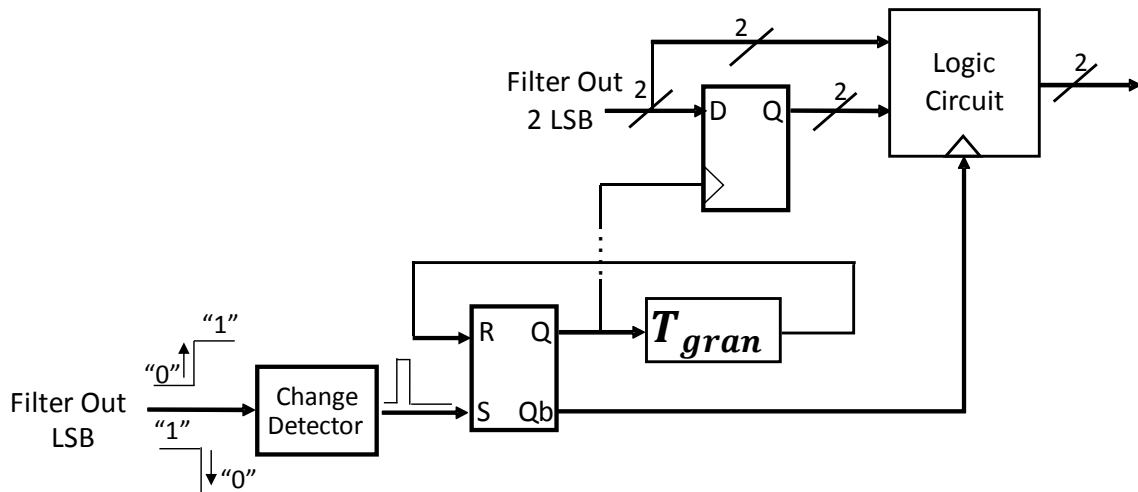 2
Logic
Circuit
2
Filter Out
2 LSB
2
D
Q
2
R
Q
T gran
S
Qb
Change
Detector
Filter Out
LSB
“0”
“1”
“1”
“0”